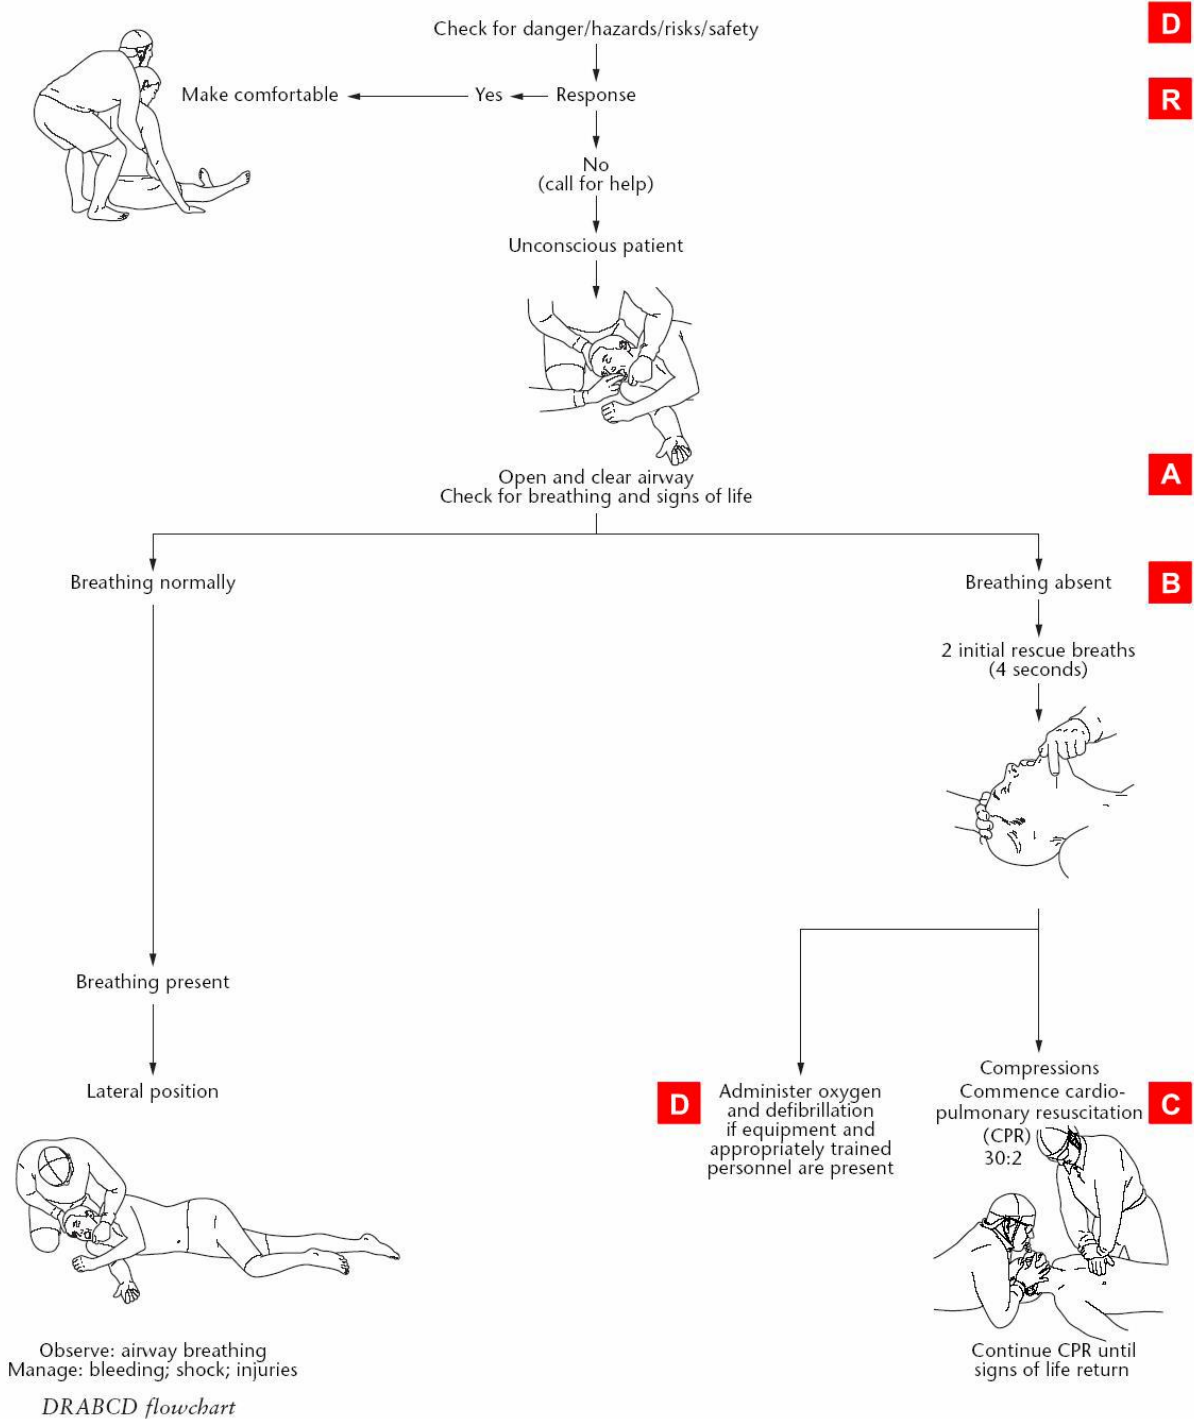 Check for danger/hazards/risks/safety
D
Make comfortable
Yes
Response
R
No
(call for help)
Unconscious patient
Open and clear airway
Check for breathing and signs of life
A
Breathing normally
Breathing absent
B
2 initial rescue breaths
(4 seconds)
Breathing present
Lateral position
D
Administer oxygen
and defibrillation
if equipment and
appropriately trained
personnel are present
Compressions
Commence cardio-
pulmonary resuscitation
(CPR)
30:2
C
Observe: airway breathing
Manage: bleeding; shock; injuries
Continue CPR until
signs of life return
DRABCD flowchart